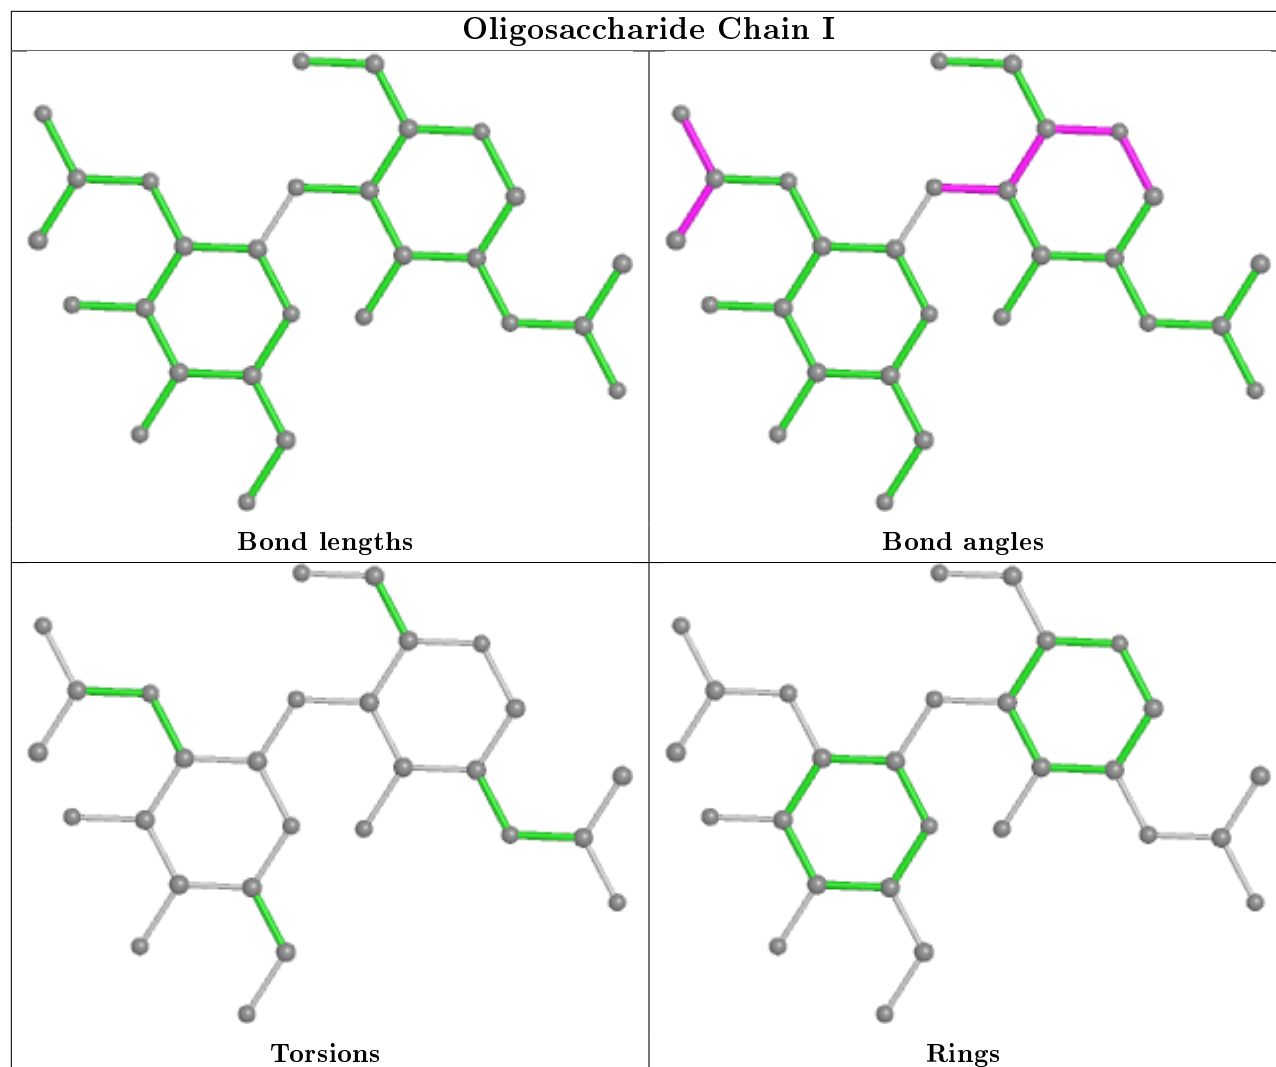 Oligosaccharide Chain I
Bond lengths
Bond angles
Torsions
Rings